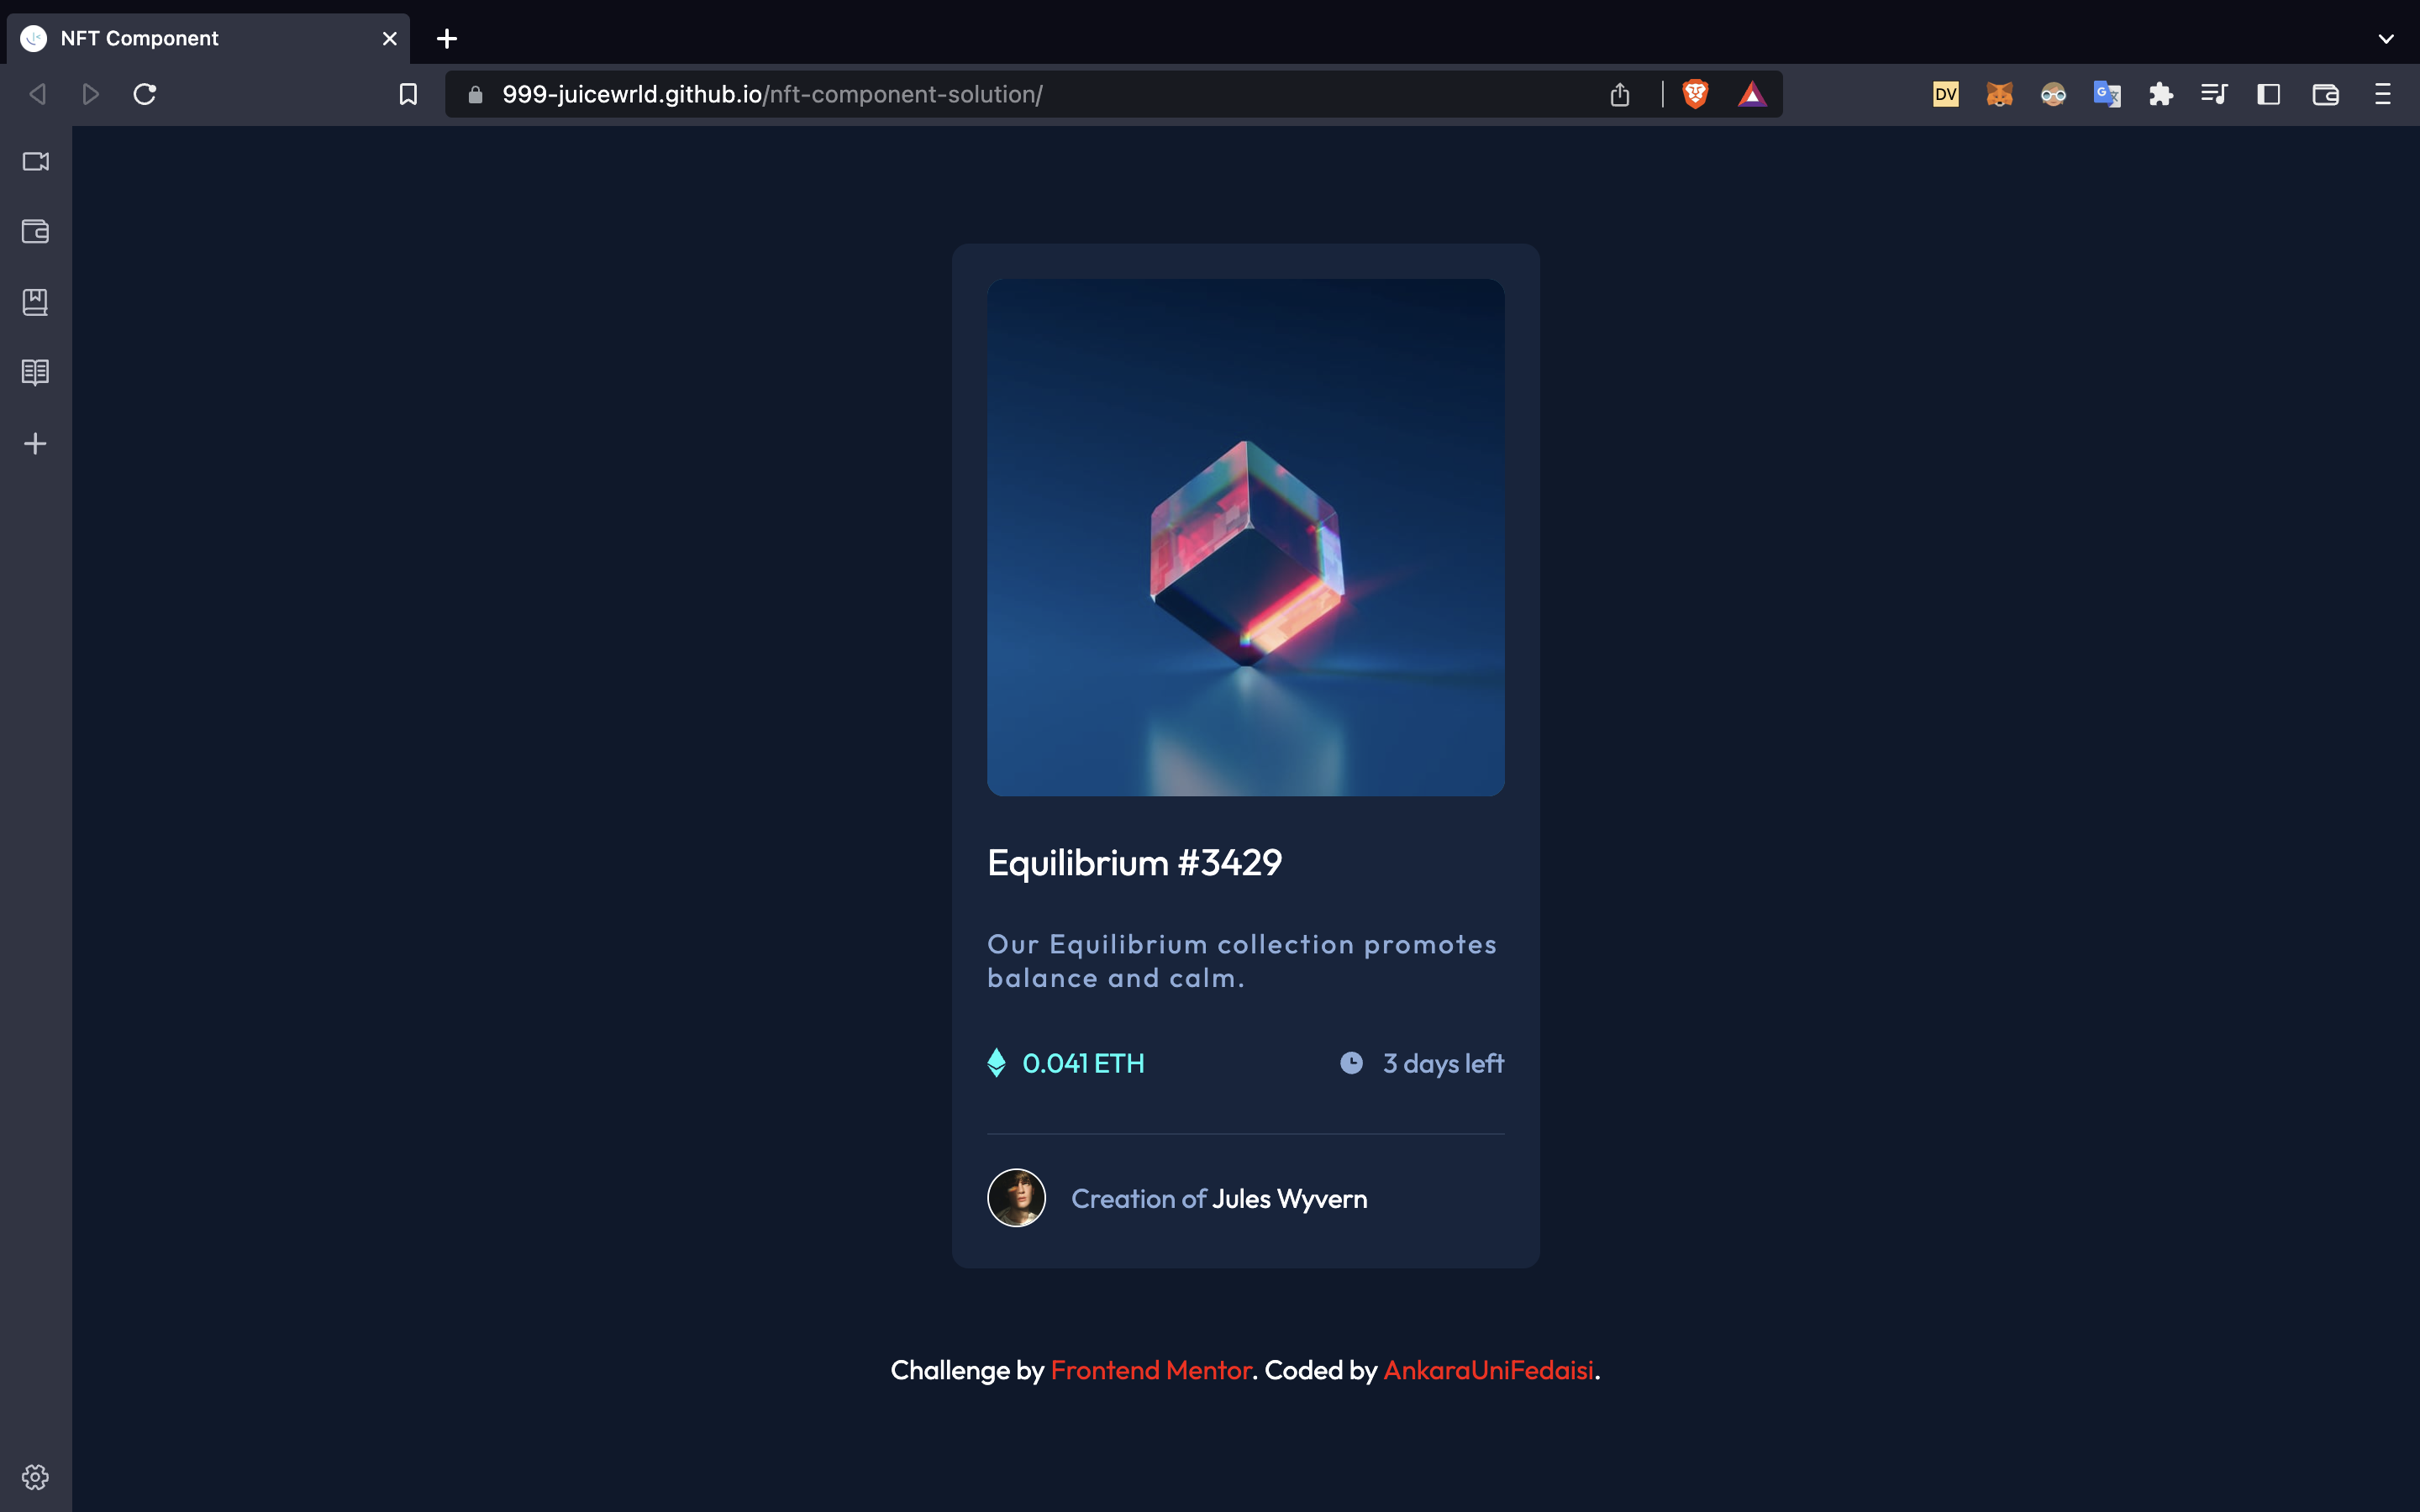 NFT Component
999-juicewrld.github.io/nft-component-solution/
DV
G
Equilibrium #3429
Our Equilibrium collection promotes
balance and calm.
0.041 ETH
3 days left
Creation of Jules Wyvern
Challenge by Frontend Mentor. Coded by AnkaraUniFedaisi.